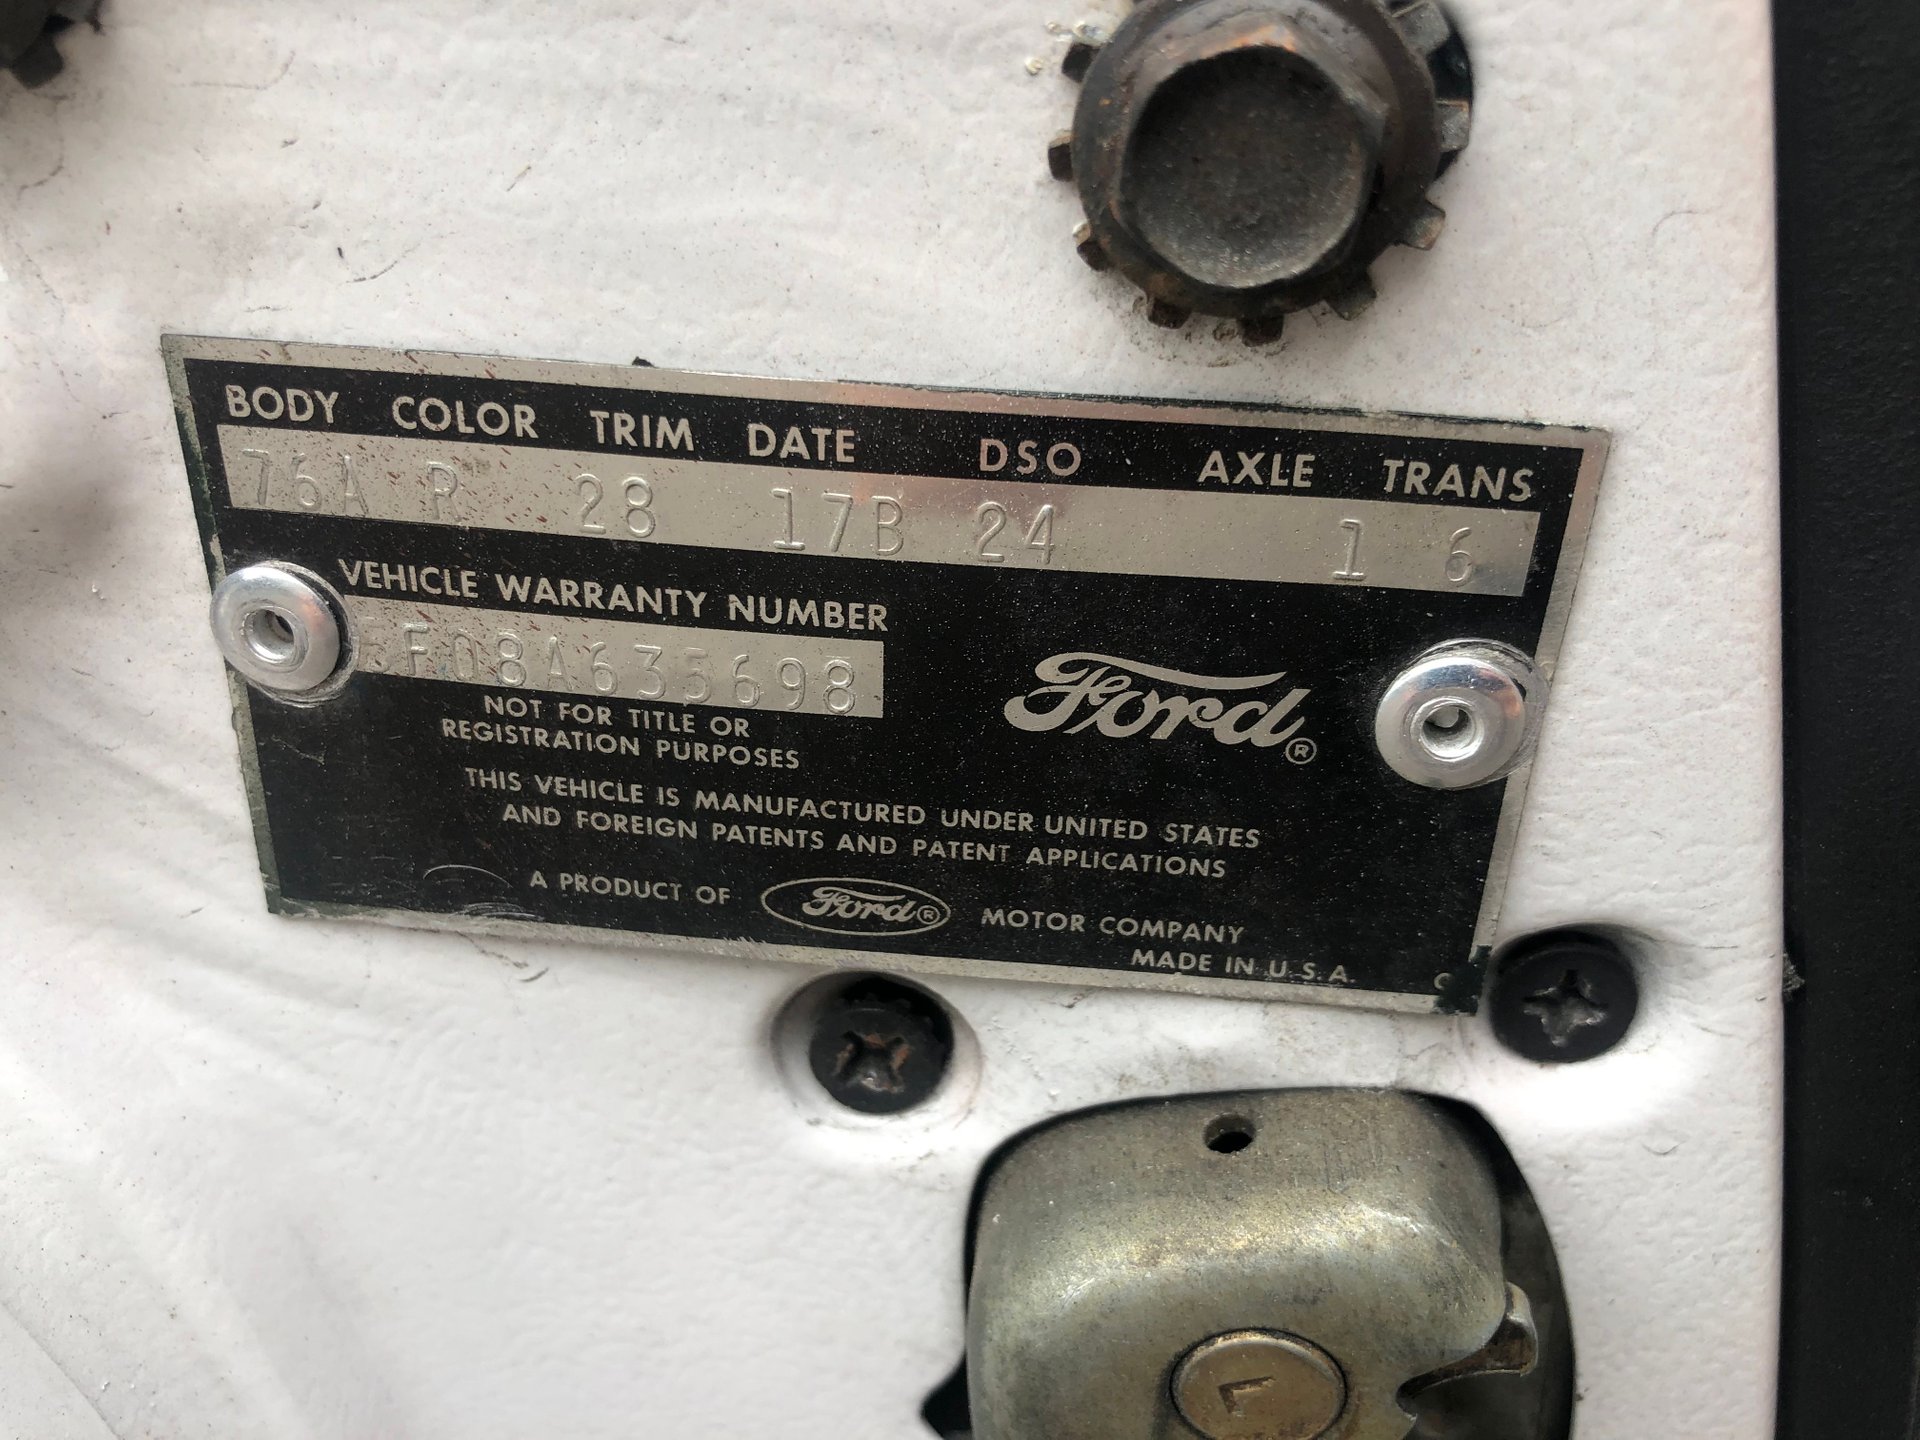 BODY COLOR TRIM DATE DSO AXLE TRANS
76A R 28 17B 24 1 6
VEHICLE WARRANTY NUMBER
5F08A635698
NOT FOR TITLE OR
REGISTRATION PURPOSES
Ford®
THIS VEHICLE IS MANUFACTURED UNDER UNITED STATES
AND FOREIGN PATENTS AND PATENT APPLICATIONS
A PRODUCT OF Ford® MOTOR COMPANY
MADE IN U.S.A.
L